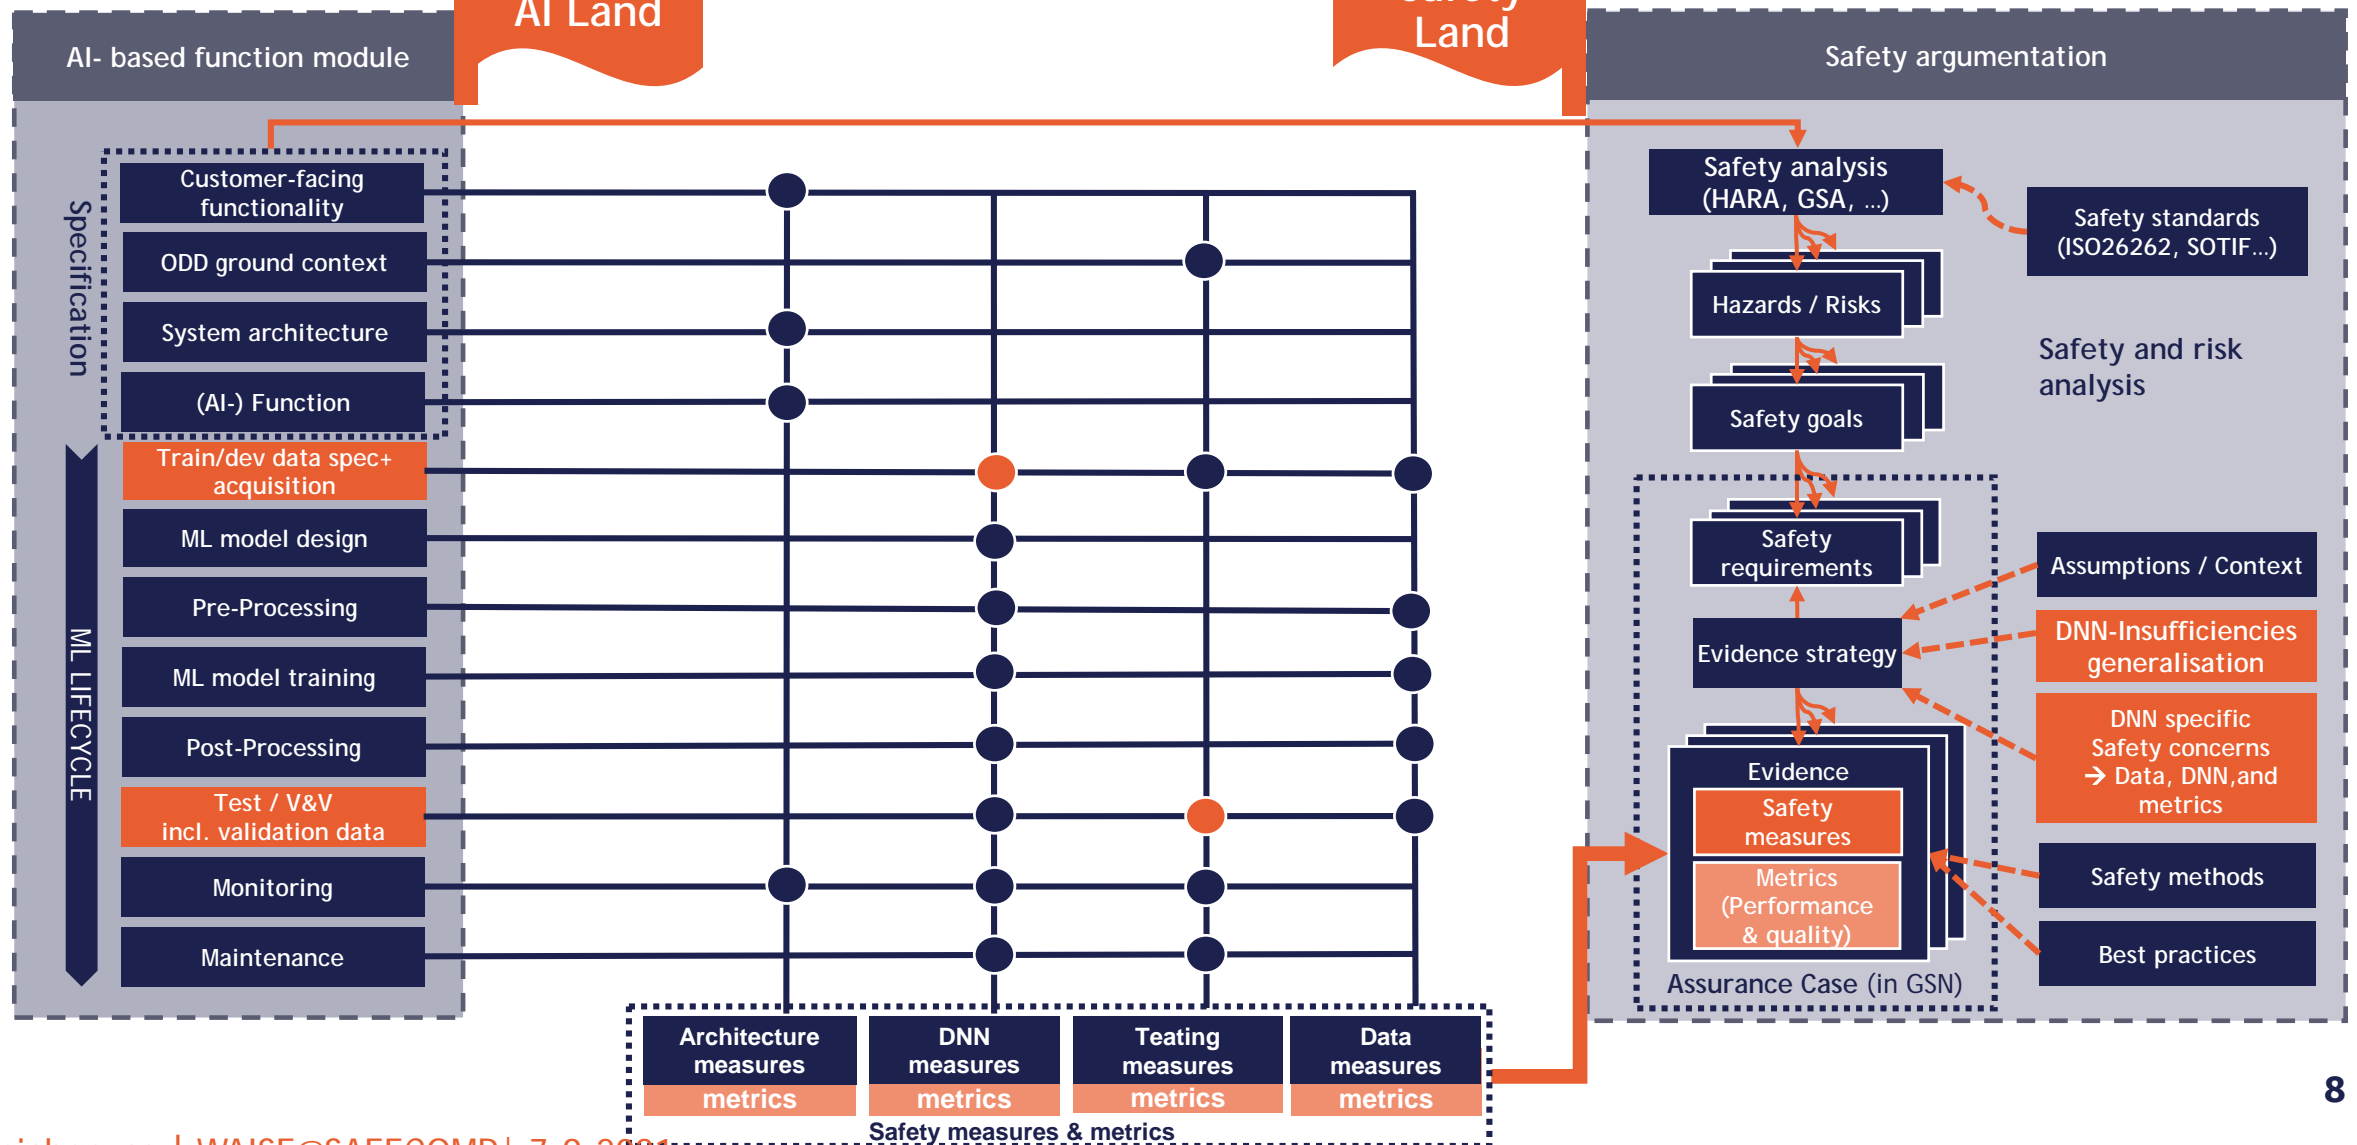 AI Land
Safety
Land
AI- based function module
Safety argumentation
Specification
Customer-facing
functionality
ODD ground context
System architecture
(AI-) Function
ML LIFECYCLE
Train/dev data spec+
acquisition
ML model design
Pre-Processing
ML model training
Post-Processing
Test / V&V
incl. validation data
Monitoring
Maintenance
Architecture
measures
metrics
DNN
measures
metrics
Teating
measures
metrics
Data
measures
metrics
Safety measures & metrics
Safety analysis
(HARA, GSA, ...)
Safety standards
(ISO26262, SOTIF...)
Hazards / Risks
Safety and risk
analysis
Safety goals
Safety
requirements
Assumptions / Context
Evidence strategy
DNN-Insufficiencies
generalisation
DNN specific
Safety concerns
→ Data, DNN,and
metrics
Evidence
Safety
measures
Metrics
(Performance
& quality)
Safety methods
Best practices
Assurance Case (in GSN)
8
| WAISE@SAFECOMP|